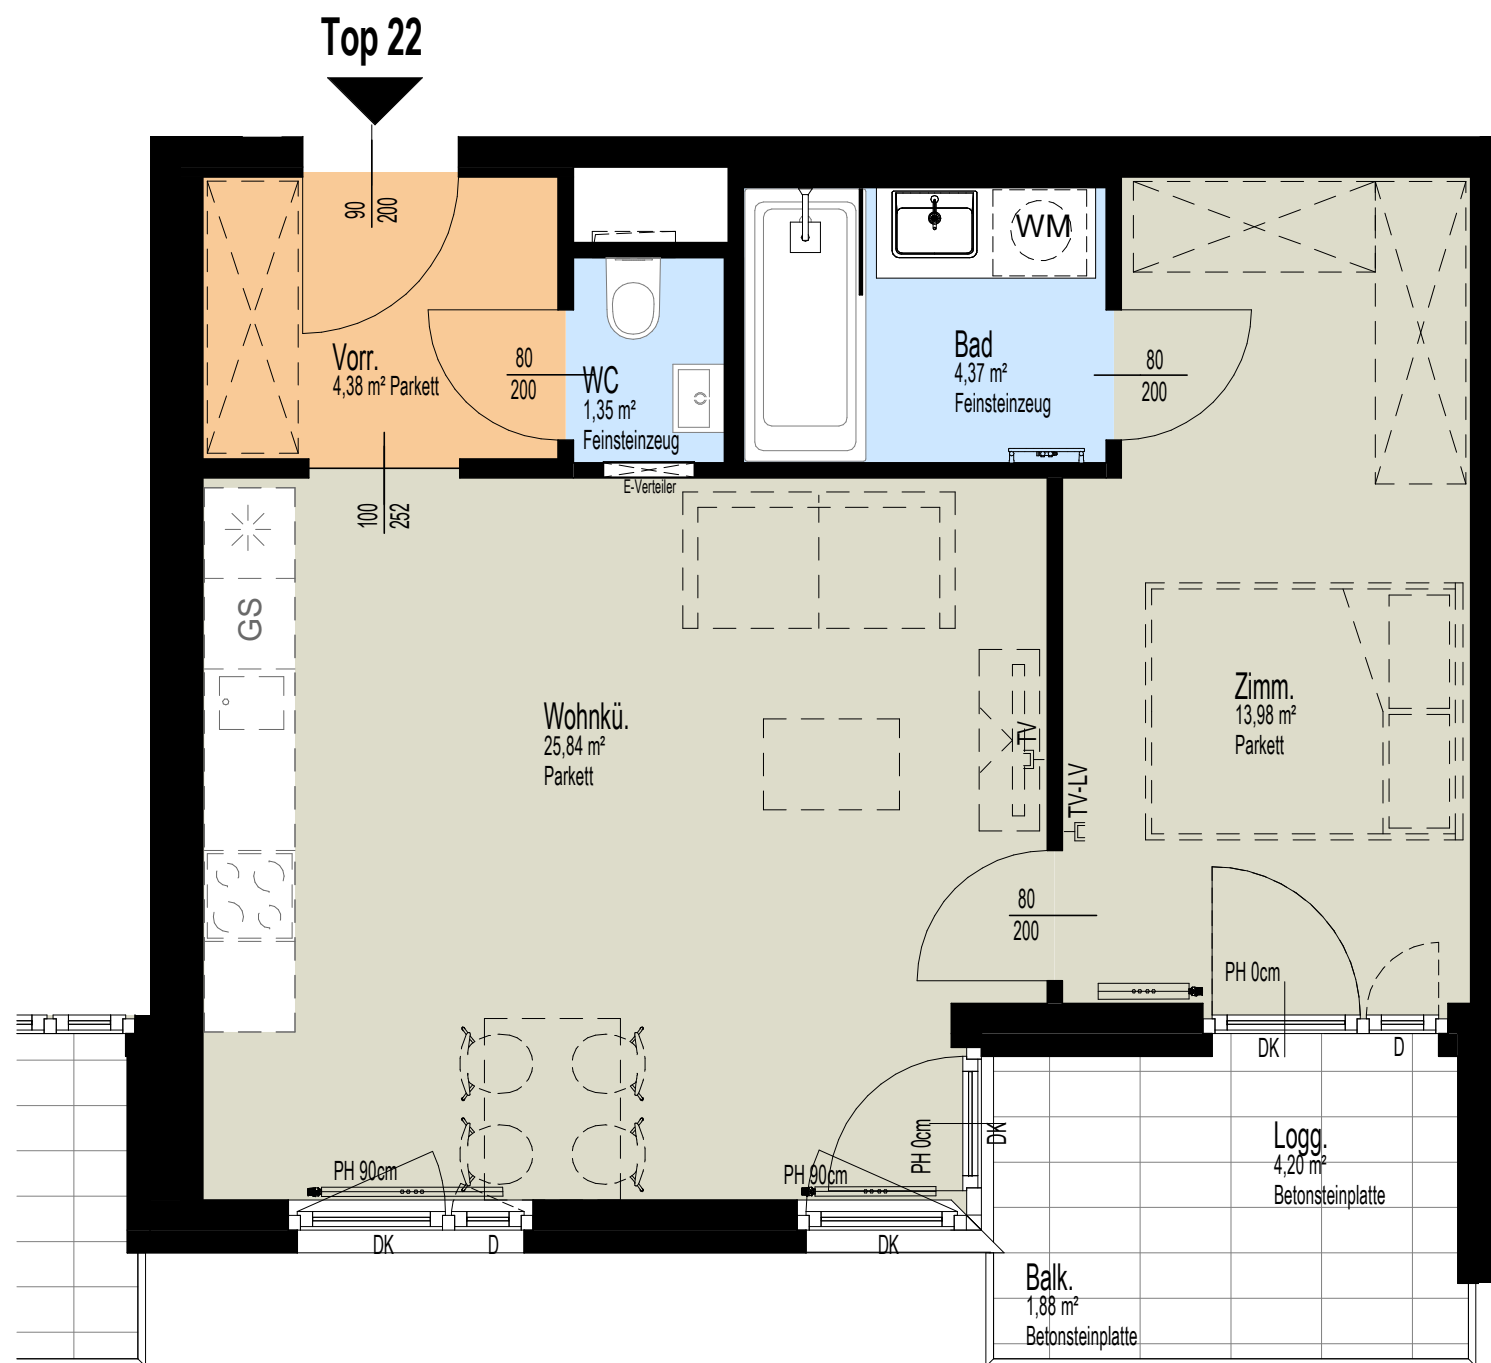 Top 22
90
200
Vorr.
4,38 m² Parkett
80
200
WC
1,35 m²
Feinsteinzeug
E-Verteiler
WM
Bad
4,37 m²
Feinsteinzeug
80
200
100
252
GS
Wohnkü.
25,84 m²
Parkett
TV
TV-LV
Zimm.
13,98 m²
Parkett
80
200
PH 0cm
DK
D
PH 90cm
DK
D
PH 90cm
DK
PH 0cm
DK
Logg.
4,20 m²
Betonsteinplatte
Balk.
1,88 m²
Betonsteinplatte